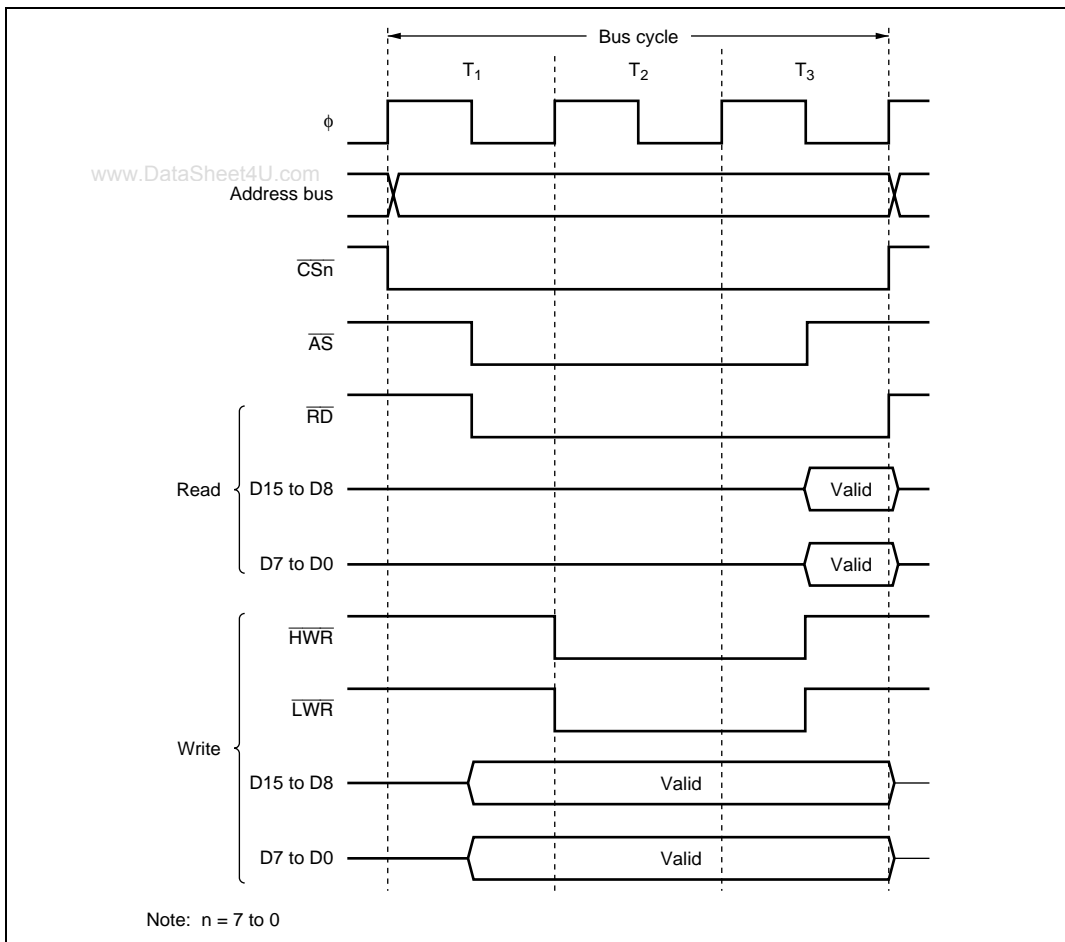 Bus cycle
T1 T2 T3
φ
www.DataSheet4U.com
Address bus
CSn
AS
RD
Read D15 to D8 Valid
D7 to D0 Valid
HWR
LWR
Write
D15 to D8 Valid
D7 to D0 Valid
Note: n = 7 to 0